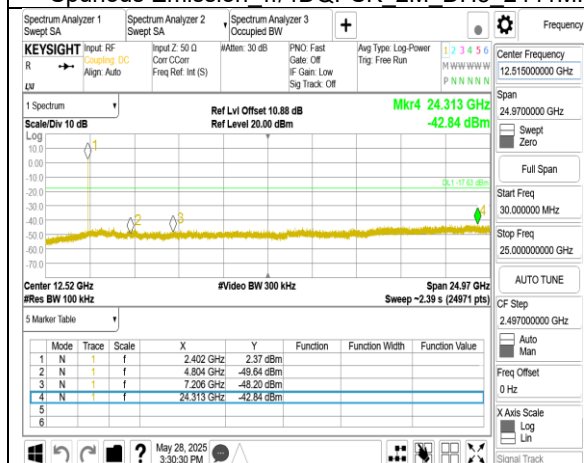 Spectrum Analyzer 1
Swept SA
Spectrum Analyzer 2
Swept SA
Spectrum Analyzer 3
Occupied BW
Frequency
KEYSIGHT
R
Input: RF
Coupling: DC
Align: Auto
Input Z: 50 Ω
Corr CCorr
Freq Ref: Int (S)
#Atten: 30 dB
PNO: Fast
Gate: Off
IF Gain: Low
Sig Track: Off
Avg Type: Log-Power
Trig: Free Run
1 2 3 4 5 6
M W W W W W
P N N N N N
1 Spectrum
Scale/Div 10 dB
Log
Ref Lvl Offset 10.88 dB
Ref Level 20.00 dBm
Mkr4 24.313 GHz
-42.84 dBm
10.0
0.00
-10.0
-20.0
-30.0
-40.0
-50.0
-60.0
-70.0
DL1 -17.63 dBm
1
2
3
4
Center 12.52 GHz
#Res BW 100 kHz
#Video BW 300 kHz
Span 24.97 GHz
Sweep ~2.39 s (24971 pts)
5 Marker Table
Mode Trace Scale X Y Function Function Width Function Value
1 N 1 f 2.402 GHz 2.37 dBm
2 N 1 f 4.804 GHz -49.64 dBm
3 N 1 f 7.206 GHz -48.20 dBm
4 N 1 f 24.313 GHz -42.84 dBm
5
6
May 28, 2025
3:30:30 PM
Center Frequency
12.515000000 GHz
Span
24.9700000 GHz
Swept
Zero
Full Span
Start Freq
30.000000 MHz
Stop Freq
25.000000000 GHz
AUTO TUNE
CF Step
2.497000000 GHz
Auto
Man
Freq Offset
0 Hz
X Axis Scale
Log
Lin
Signal Track